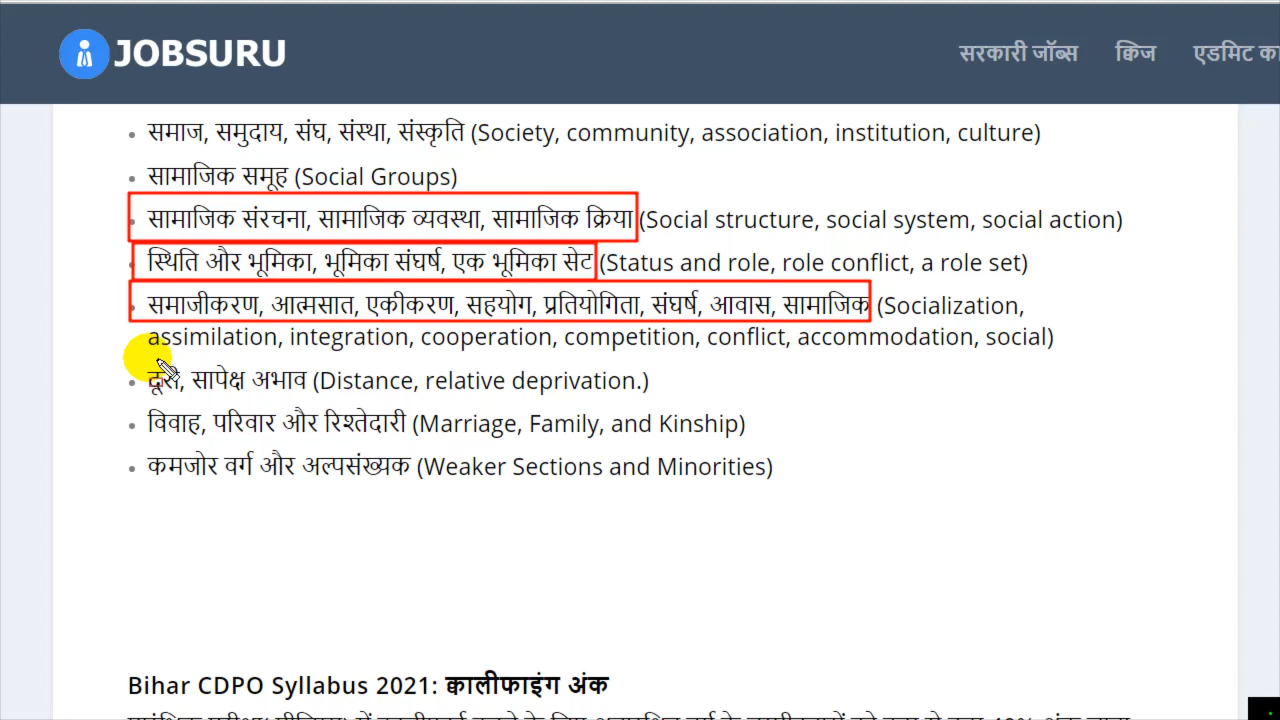 JOBSURU
सरकारी जॉब्स क्विज एडमिट का
समाज, समुदाय, संघ, संस्था, संस्कृति (Society, community, association, institution, culture)
सामाजिक समूह (Social Groups)
सामाजिक संरचना, सामाजिक व्यवस्था, सामाजिक क्रिया (Social structure, social system, social action)
स्थिति और भूमिका, भूमिका संघर्ष, एक भूमिका सेट (Status and role, role conflict, a role set)
समाजीकरण, आत्मसात, एकीकरण, सहयोग, प्रतियोगिता, संघर्ष, आवास, सामाजिक (Socialization,
assimilation, integration, cooperation, competition, conflict, accommodation, social)
दूरी, सापेक्ष अभाव (Distance, relative deprivation.)
विवाह, परिवार और रिश्तेदारी (Marriage, Family, and Kinship)
कमजोर वर्ग और अल्पसंख्यक (Weaker Sections and Minorities)
Bihar CDPO Syllabus 2021: क्वालीफाइंग अंक